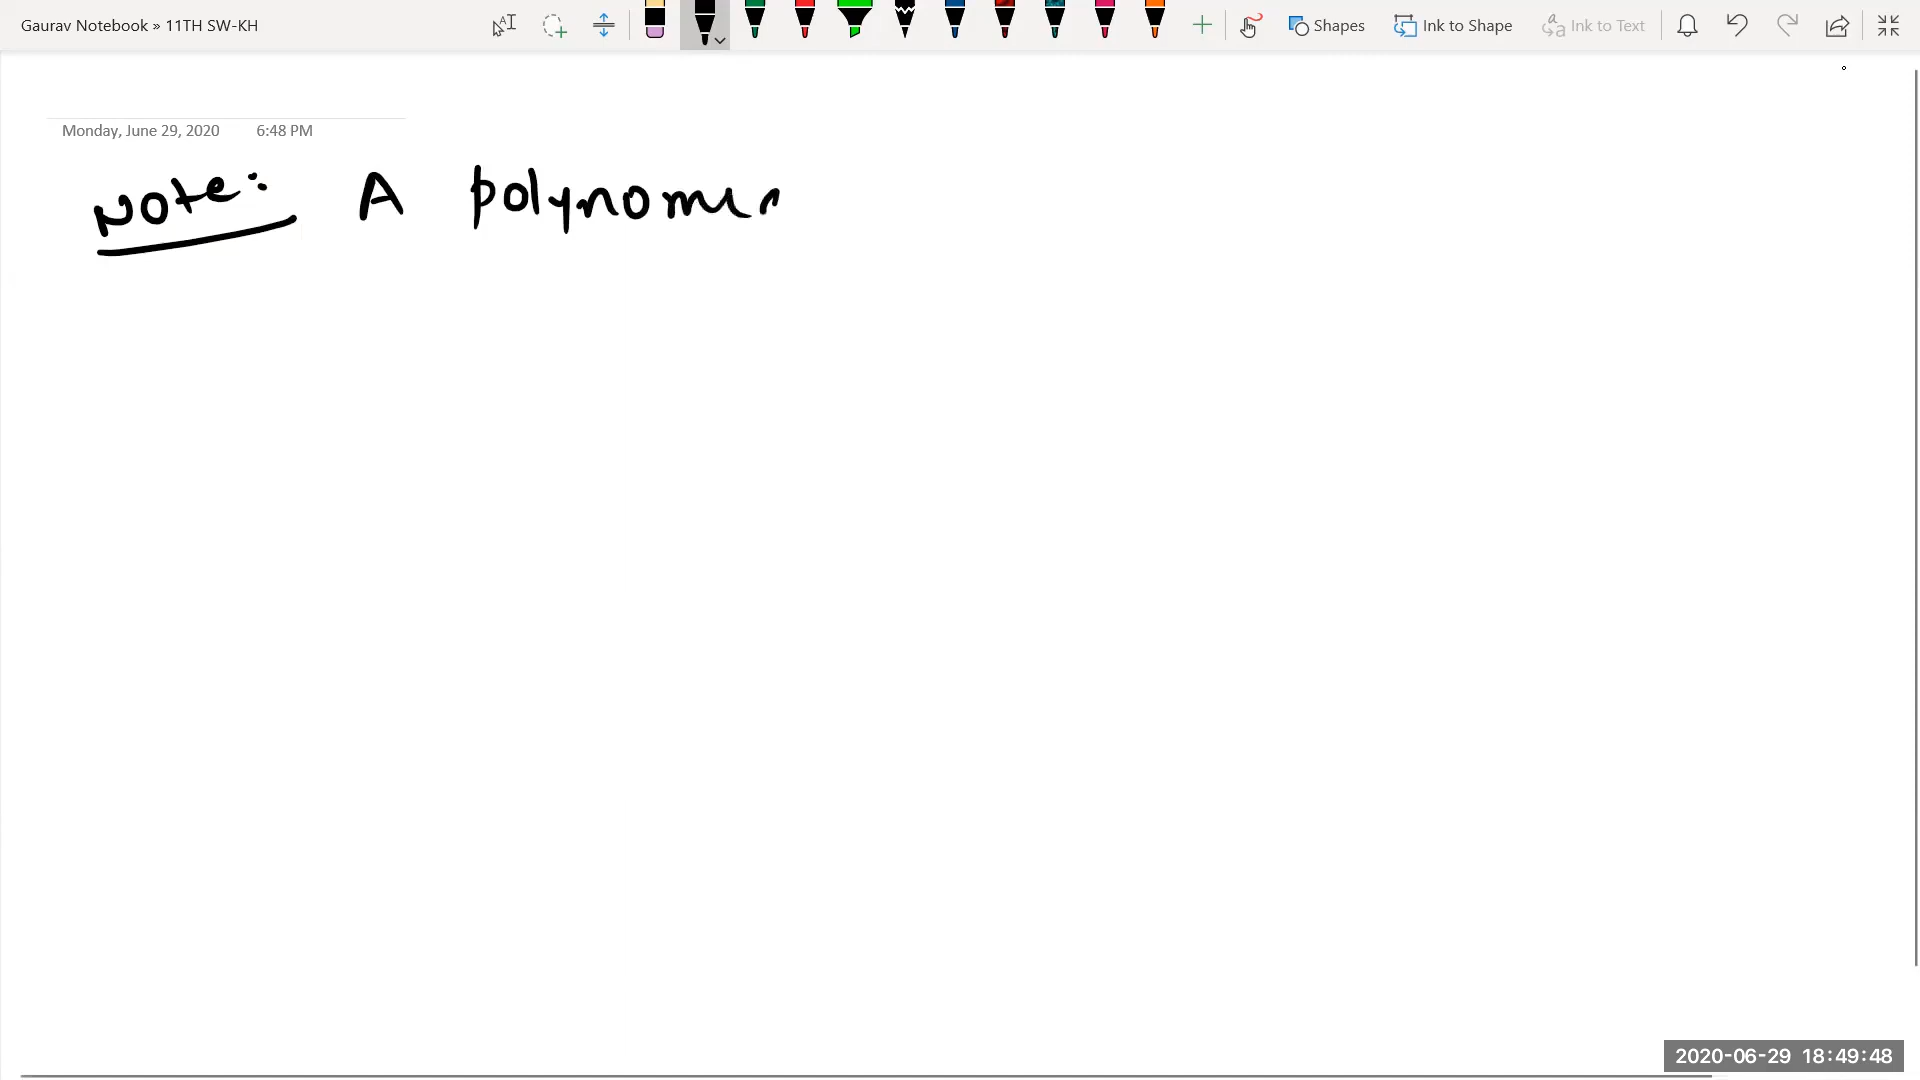 Gaurav Notebook » 11TH SW-KH
Shapes
Ink to Shape
Ink to Text
Monday, June 29, 2020 6:48 PM
Note: A
2020-06-29 18:49:48